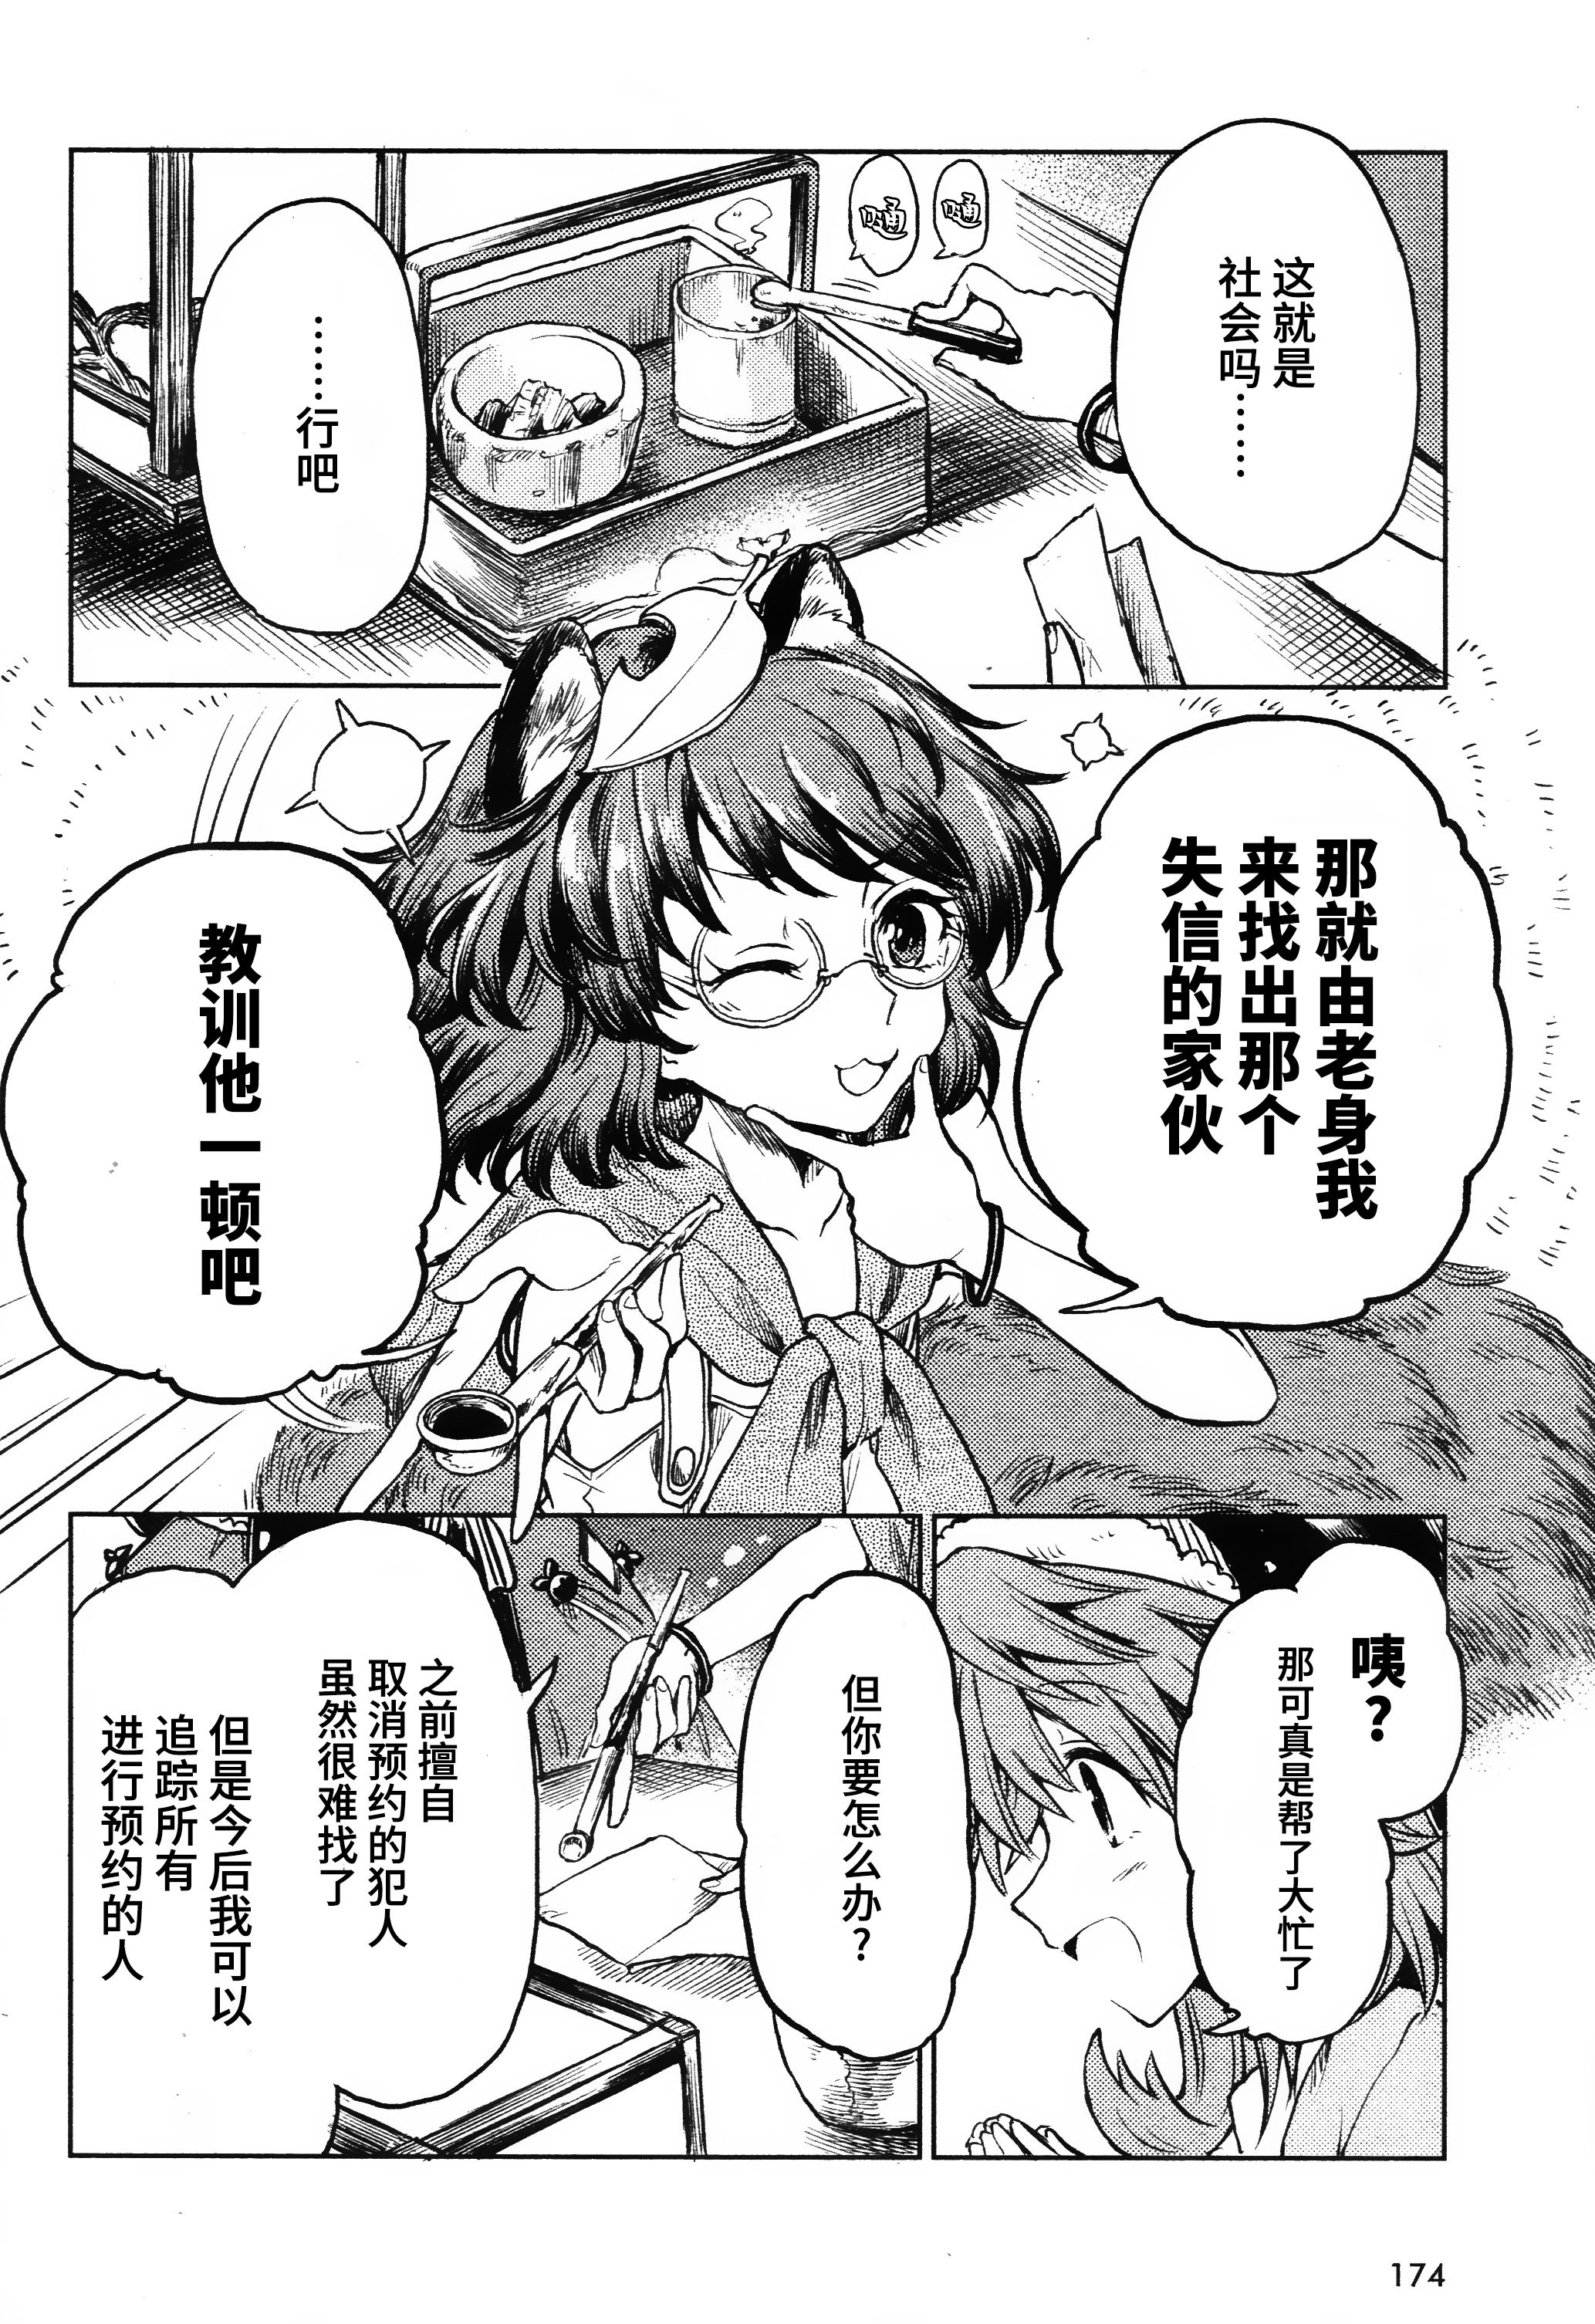 这就是
社会吗……
嗵
嗵
……行吧
那就由老身我
来找出那个
失信的家伙
教训他一顿吧
咦？
那可真是帮了大忙了
但你要怎么办？
之前擅自
取消预约的犯人
虽然很难找了
但是今后我可以
追踪所有
进行预约的人
174